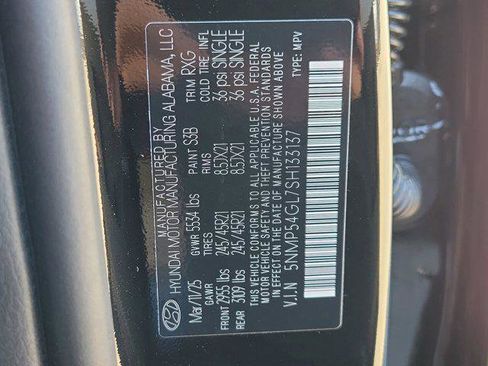 MANUFACTURED BY
HYUNDAI MOTOR MANUFACTURING ALABAMA, LLC
Mar/11/25 GVWR 5534 lbs PAINT S3B TRIM RXG
GAWR TIRES RIMS COLD TIRE INFL
FRONT 2955 lbs 245/45R21 8.5JX21 36 psi SINGLE
REAR 3109 lbs 245/45R21 8.5JX21 36 psi SINGLE
THIS VEHICLE CONFORMS TO ALL APPLICABLE U.S.A. FEDERAL
MOTOR VEHICLE SAFETY AND THEFT PREVENTION STANDARDS
IN EFFECT ON THE DATE OF MANUFACTURE SHOWN ABOVE.
V.I.N 5NMP54GL7SH133137 TYPE: MPV